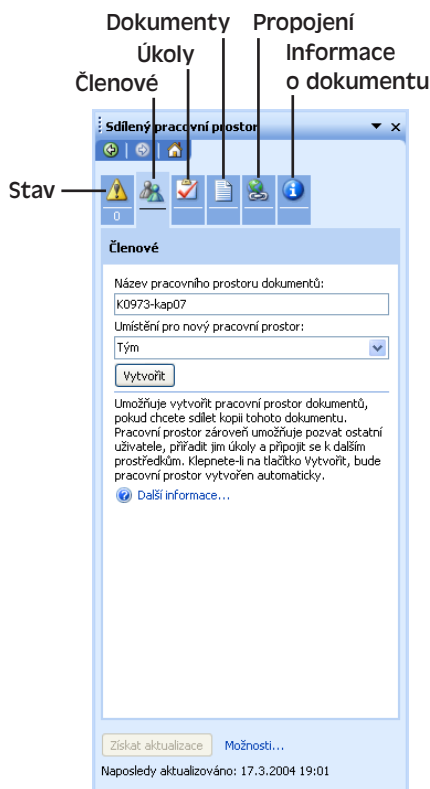 Dokumenty
Propojení
Úkoly
Informace
o dokumentu
Členové
Sdílený pracovní prostor
Stav
0
Členové
Název pracovního prostoru dokumentů:
K0973-kap07
Umístění pro nový pracovní prostor:
Tým
Vytvořit
Umožňuje vytvořit pracovní prostor dokumentů,
pokud chcete sdílet kopii tohoto dokumentu.
Pracovní prostor zároveň umožňuje pozvat ostatní
uživatele, přiřadit jim úkoly a připojit se k dalším
prostředkům. Klepnete-li na tlačítko Vytvořit, bude
pracovní prostor vytvořen automaticky.
Další informace...
Získat aktualizace
Možnosti...
Naposledy aktualizováno: 17.3.2004 19:01